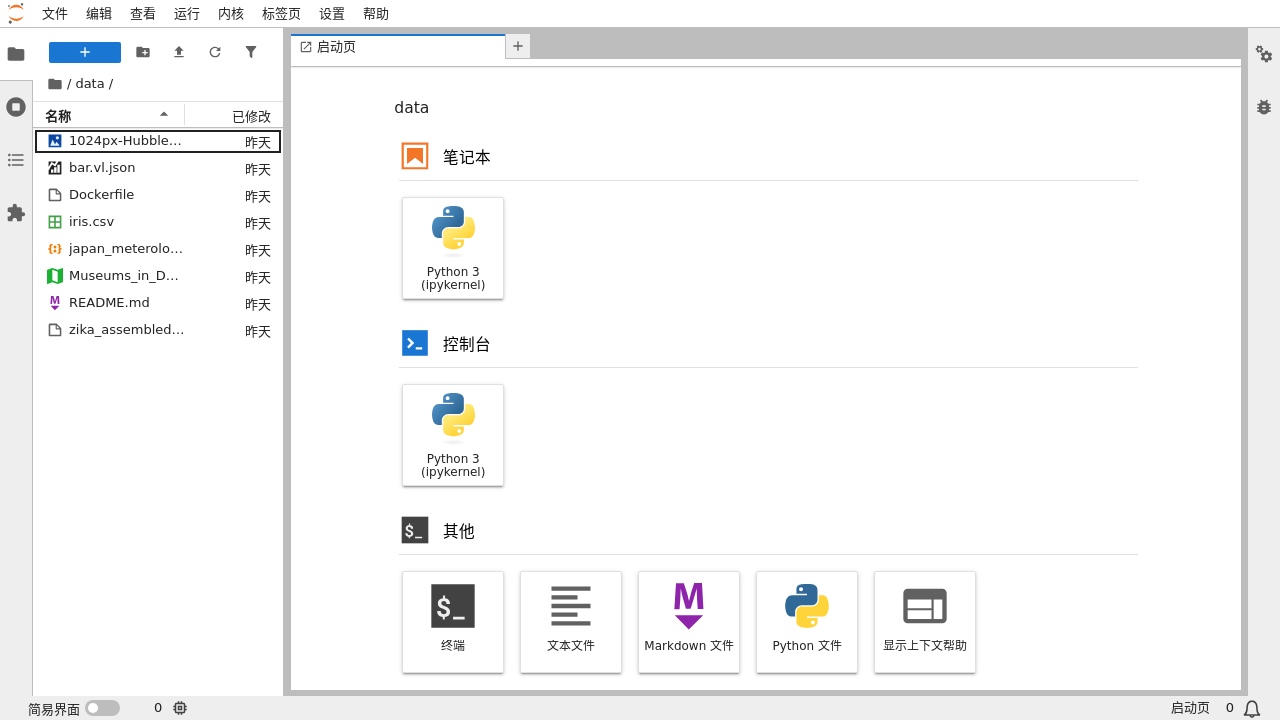 文件 编辑 查看 运行 内核 标签页 设置 帮助
启动页
/ data /
名称 已修改
1024px-Hubble… 昨天
bar.vl.json 昨天
Dockerfile 昨天
iris.csv 昨天
japan_meterolo… 昨天
Museums_in_D… 昨天
README.md 昨天
zika_assembled… 昨天
data
笔记本
Python 3
(ipykernel)
控制台
Python 3
(ipykernel)
其他
终端 文本文件 Markdown 文件 Python 文件 显示上下文帮助
简易界面 0 启动页 0